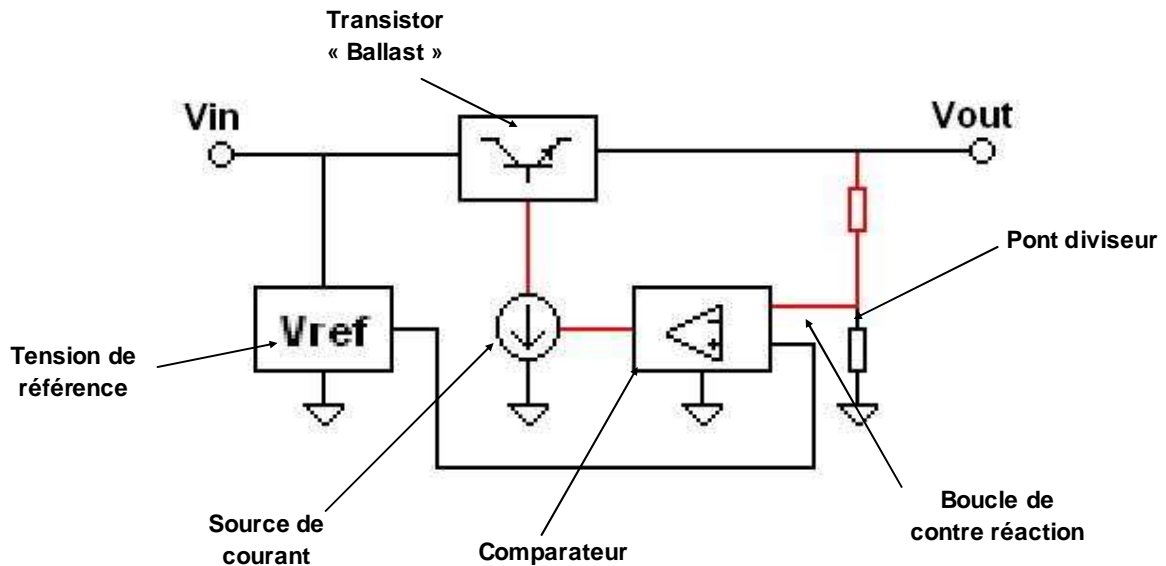 Transistor
« Ballast »
Vin
Vout
Pont diviseur
Vref
Tension de
référence
Source de
courant
Comparateur
Boucle de
contre réaction